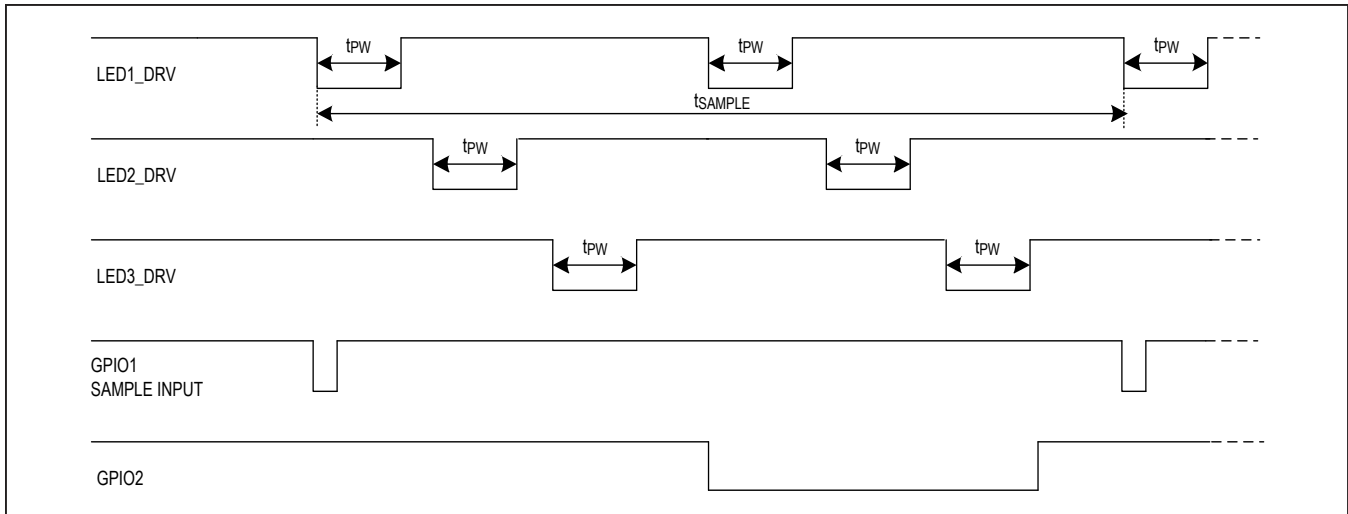 tPW tPW tPW
LED1_DRV
tSAMPLE
tPW tPW
LED2_DRV
tPW tPW
LED3_DRV
GPIO1
SAMPLE INPUT
GPIO2